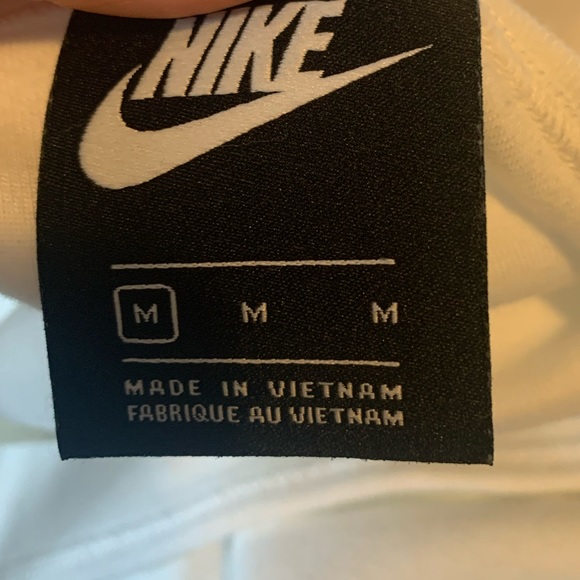 NIKE
M M M
MADE IN VIETNAM
FABRIQUE AU VIETNAM